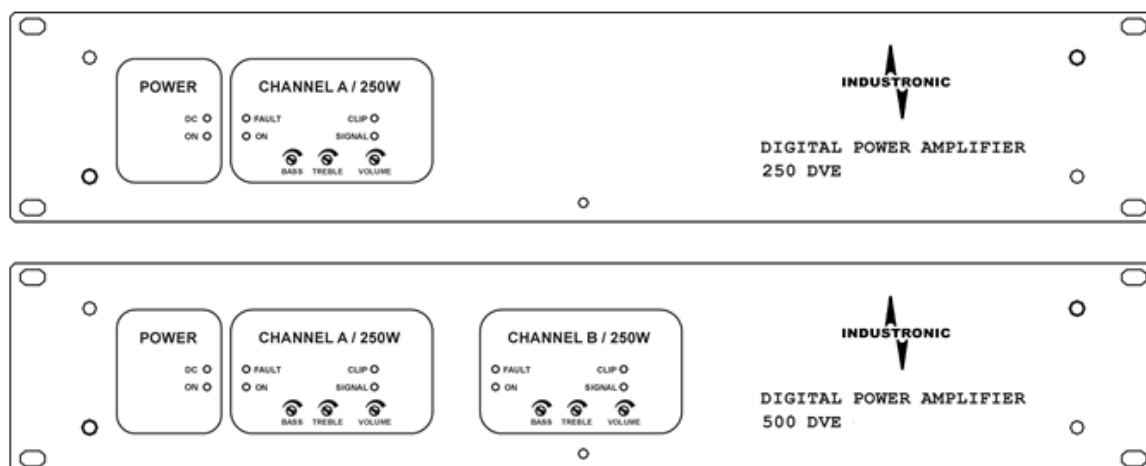 POWER
CHANNEL A / 250W
INDUSTRONIC
DC
FAULT
CLIP
ON
ON
SIGNAL
BASS TREBLE VOLUME
DIGITAL POWER AMPLIFIER
250 DVE
POWER
CHANNEL A / 250W
CHANNEL B / 250W
INDUSTRONIC
DC
FAULT
CLIP
FAULT
CLIP
ON
ON
SIGNAL
ON
SIGNAL
BASS TREBLE VOLUME
BASS TREBLE VOLUME
DIGITAL POWER AMPLIFIER
500 DVE